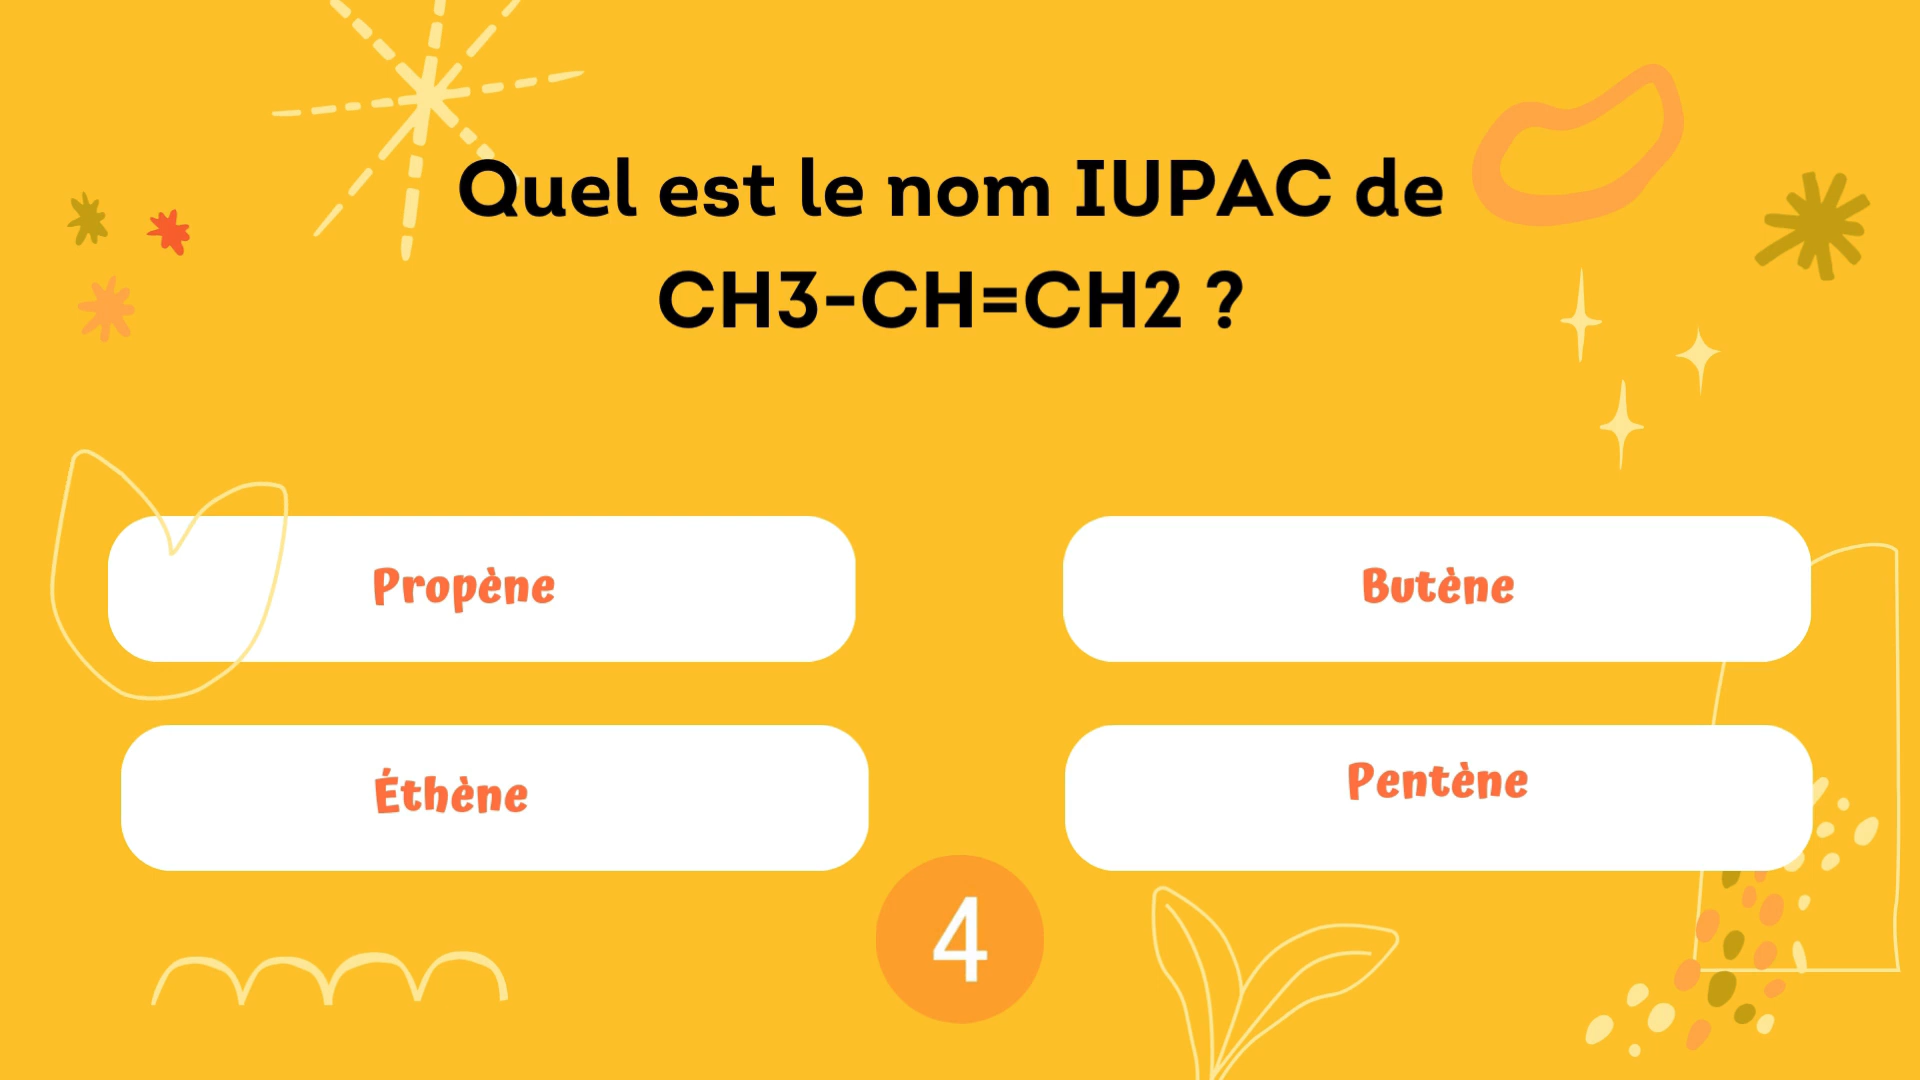 Quel est le nom IUPAC de
CH3-CH=CH2 ?
Propène
Butène
Éthène
Pentène
4